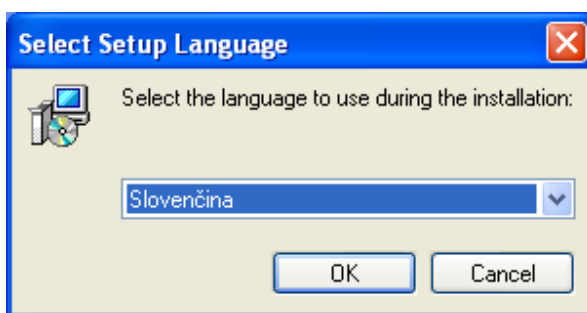 Select Setup Language
Select the language to use during the installation:
Slovenčina
OK
Cancel